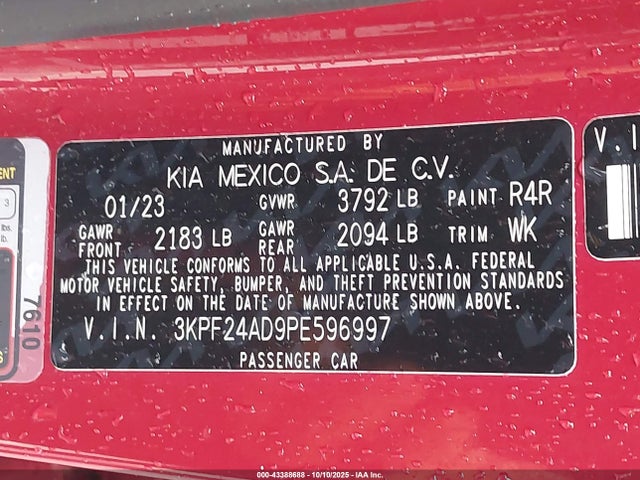 MANUFACTURED BY
KIA MEXICO S.A. DE C.V.
01/23 GVWR 3792 LB PAINT R4R
GAWR FRONT 2183 LB GAWR REAR 2094 LB TRIM WK
THIS VEHICLE CONFORMS TO ALL APPLICABLE U.S.A. FEDERAL
MOTOR VEHICLE SAFETY, BUMPER, AND THEFT PREVENTION STANDARDS
IN EFFECT ON THE DATE OF MANUFACTURE SHOWN ABOVE.
V.I.N. 3KPF24AD9PE596997
PASSENGER CAR
3
lbs.
7610
V.I
000-43388688 - 10/10/2025 - IAA Inc.